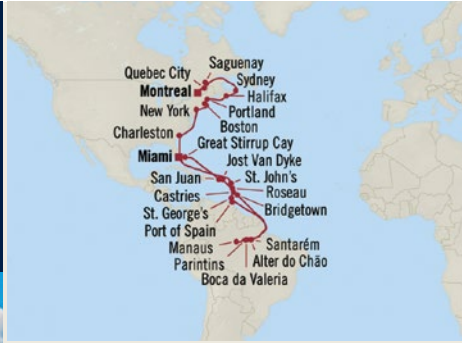 Saguenay
Quebec City
Sydney
Montreal
Halifax
New York
Portland
Boston
Charleston
Great Stirrup Cay
Miami
Jost Van Dyke
San Juan
St. John's
Castries
Roseau
St. George's
Bridgetown
Port of Spain
Manaus
Santarém
Parintins
Alter do Chão
Boca da Valeria